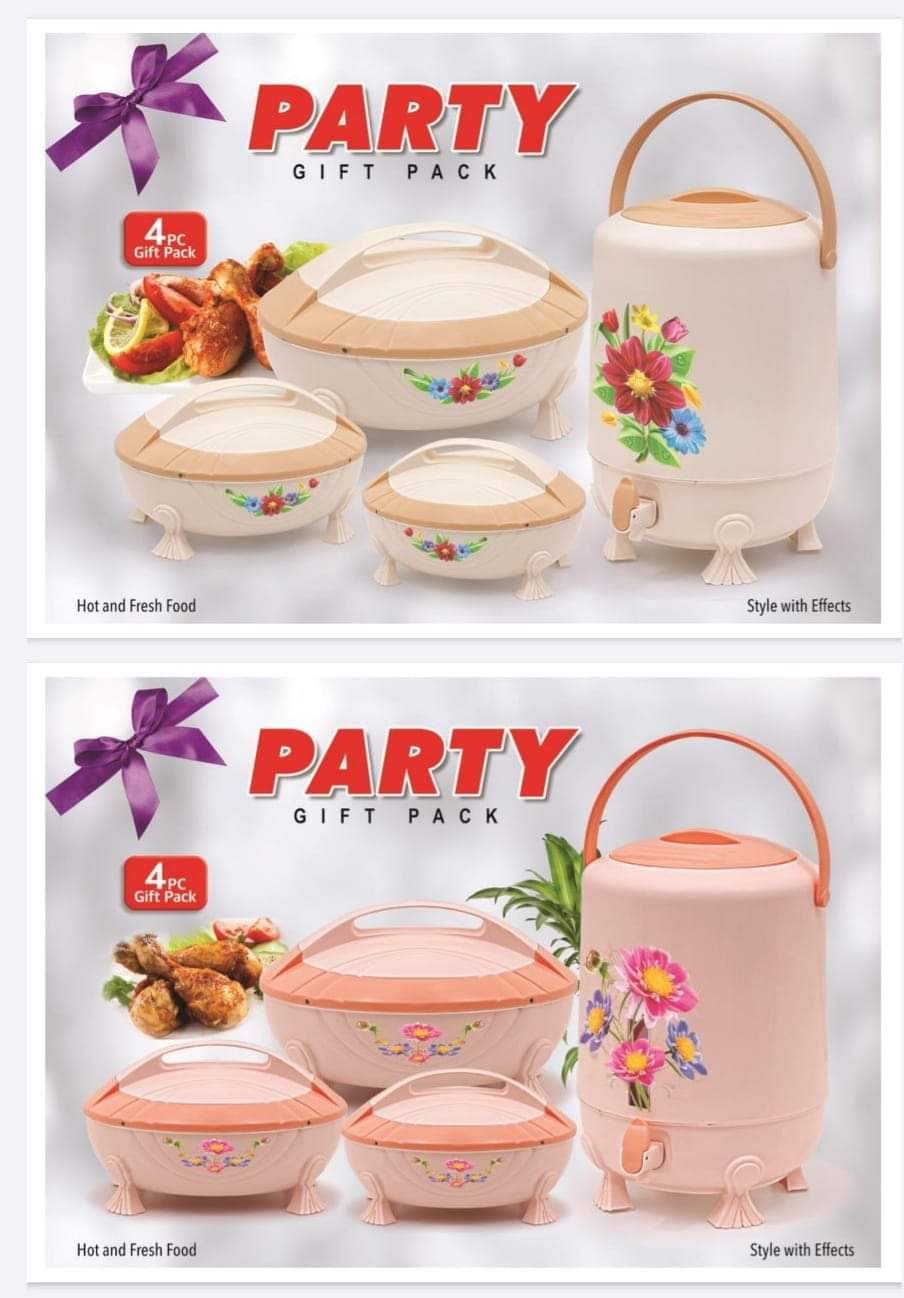 PARTY
GIFT PACK
4PC
Gift Pack
Hot and Fresh Food
Style with Effects
PARTY
GIFT PACK
4PC
Gift Pack
Hot and Fresh Food
Style with Effects